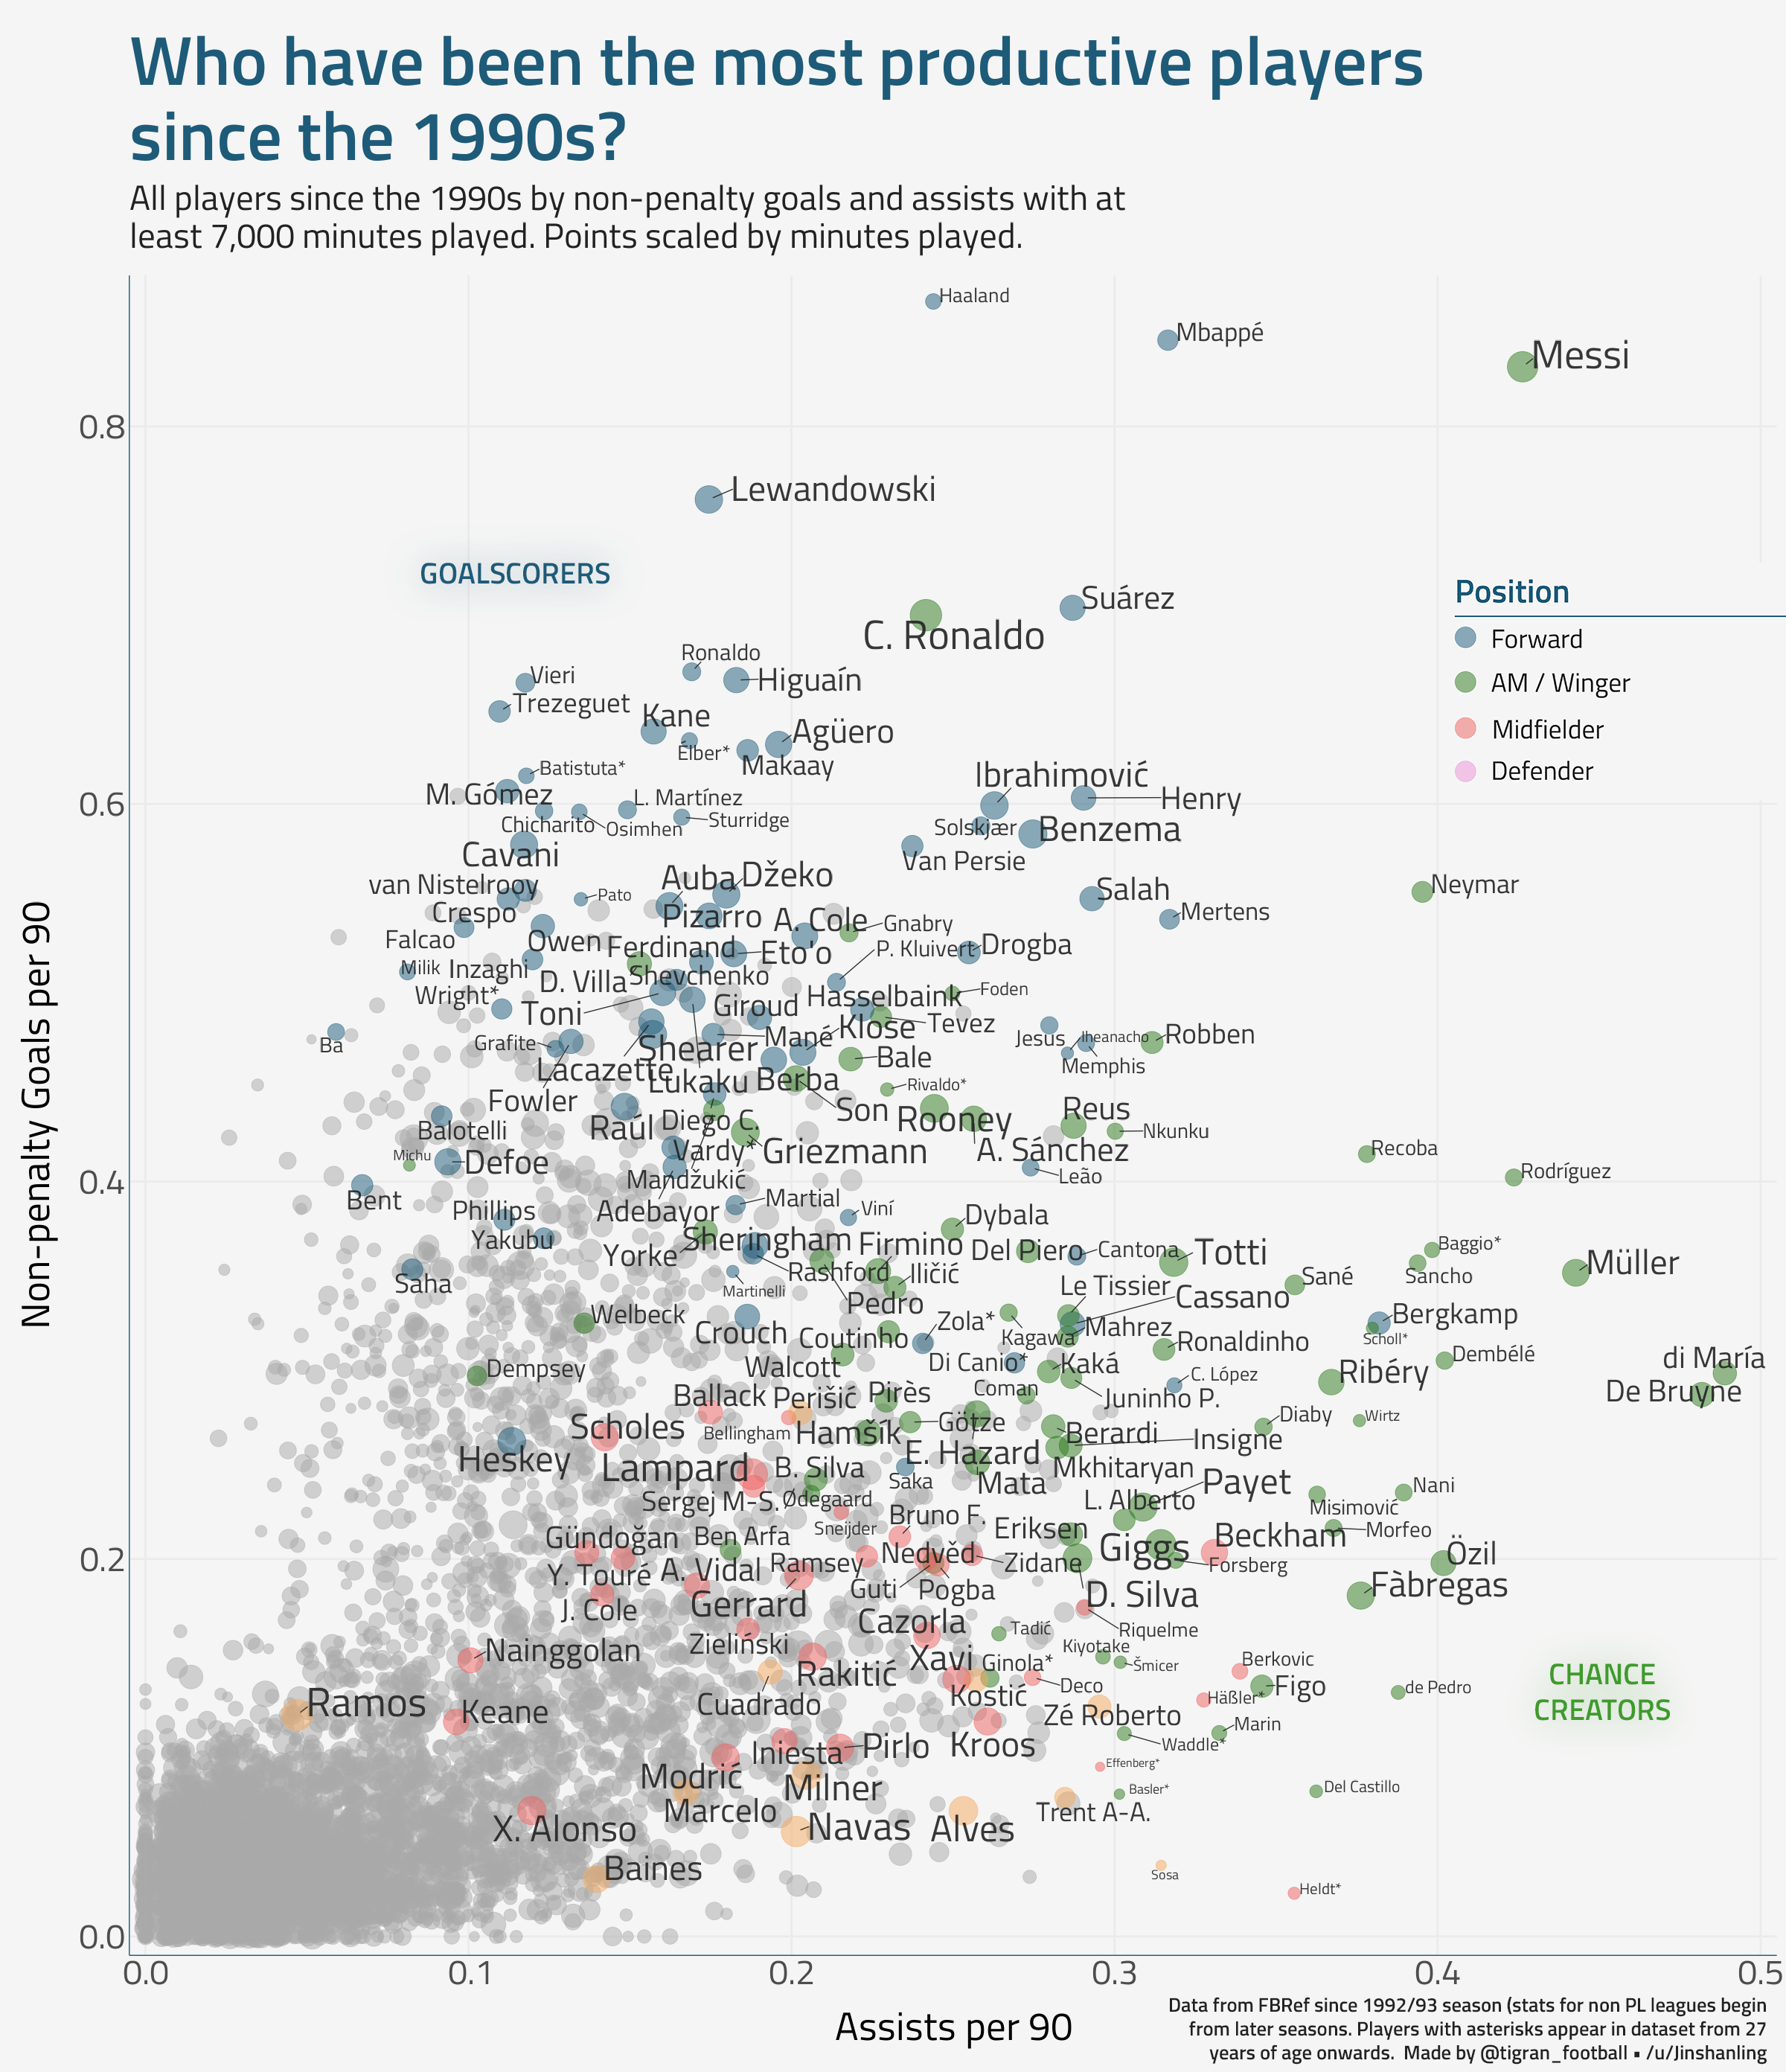 Who have been the most productive players
since the 1990s?
All players since the 1990s by non-penalty goals and assists with at
least 7,000 minutes played. Points scaled by minutes played.
Haaland
Mbappé
Messi
0.8
Lewandowski
GOALSCORERS
Suárez
C. Ronaldo
Position
Forward
AM / Winger
Midfielder
Defender
Ronaldo
Vieri
Higuaín
Trezeguet
Kane
Agüero
Élber*
Makaay
Batistuta*
Ibrahimović
M. Gómez
L. Martínez
Henry
0.6
Chicharito
Osimhen
Sturridge
Solskjær
Benzema
Cavani
Van Persie
van Nistelrooy
Auba
Džeko
Pato
Salah
Neymar
Crespo
Pizarro
A. Cole
Gnabry
Mertens
Falcao
Owen
Ferdinand
Eto'o
P. Kluivert
Drogba
Milik
Inzaghi
D. Villa
Shevchenko
Wright*
Toni
Giroud
Hasselbaink
Foden
Tevez
Ba
Grafite
Shearer
Mané
Klose
Jesus
Iheanacho
Robben
Lacazette
Bale
Memphis
Lukaku
Berba
Rivaldo*
Fowler
Son
Rooney
Reus
Balotelli
Raúl
Diego C.
Nkunku
Michu
Defoe
Vardy*
Griezmann
A. Sánchez
Recoba
0.4
Mandžukić
Leão
Rodríguez
Bent
Phillips
Adebayor
Martial
Viní
Dybala
Yakubu
Yorke
Sheringham
Firmino
Del Piero
Cantona
Totti
Baggio*
Saha
Martinelli
Rashford
Iličić
Sancho
Müller
Pedro
Le Tissier
Cassano
Sané
Welbeck
Crouch
Coutinho
Zola*
Kagawa
Mahrez
Bergkamp
Scholl*
Ronaldinho
Dempsey
Walcott
Di Canio*
Kaká
C. López
Dembélé
di María
Ballack
Perišić
Pirès
Coman
Juninho P.
Ribéry
De Bruyne
Scholes
Bellingham
Hamšík
Götze
Berardi
Diaby
Wirtz
Heskey
Lampard
B. Silva
E. Hazard
Insigne
Saka
Mata
Mkhitaryan
Sergej M-S.
Ødegaard
L. Alberto
Payet
Nani
Misimović
Sneijder
Bruno F.
Gündoğan
Ben Arfa
Eriksen
Giggs
Beckham
Morfeo
0.2
Y. Touré
A. Vidal
Ramsey
Nedvěd
Zidane
Forsberg
Özil
Guti
Pogba
D. Silva
Fàbregas
J. Cole
Gerrard
Cazorla
Riquelme
Nainggolan
Zielinski
Tadić
Kiyotake
Šmicer
Berkovic
Rakitić
Xavi
Ginola*
CHANCE
CREATORS
Ramos
Keane
Cuadrado
Kostić
Deco
Häßler*
Figo
de Pedro
Zé Roberto
Marin
Waddle*
Iniesta
Pirlo
Kroos
Effenberg*
Modrić
Milner
Basler*
Del Castillo
X. Alonso
Marcelo
Navas
Alves
Trent A-A.
Baines
Sosa
Heldt*
0.0
0.0
0.1
0.2
0.3
0.4
0.5
Non-penalty Goals per 90
Assists per 90
Data from FBRef since 1992/93 season (stats for non PL leagues begin
from later seasons. Players with asterisks appear in dataset from 27
years of age onwards. Made by @tigran_football • /u/Jinshanling